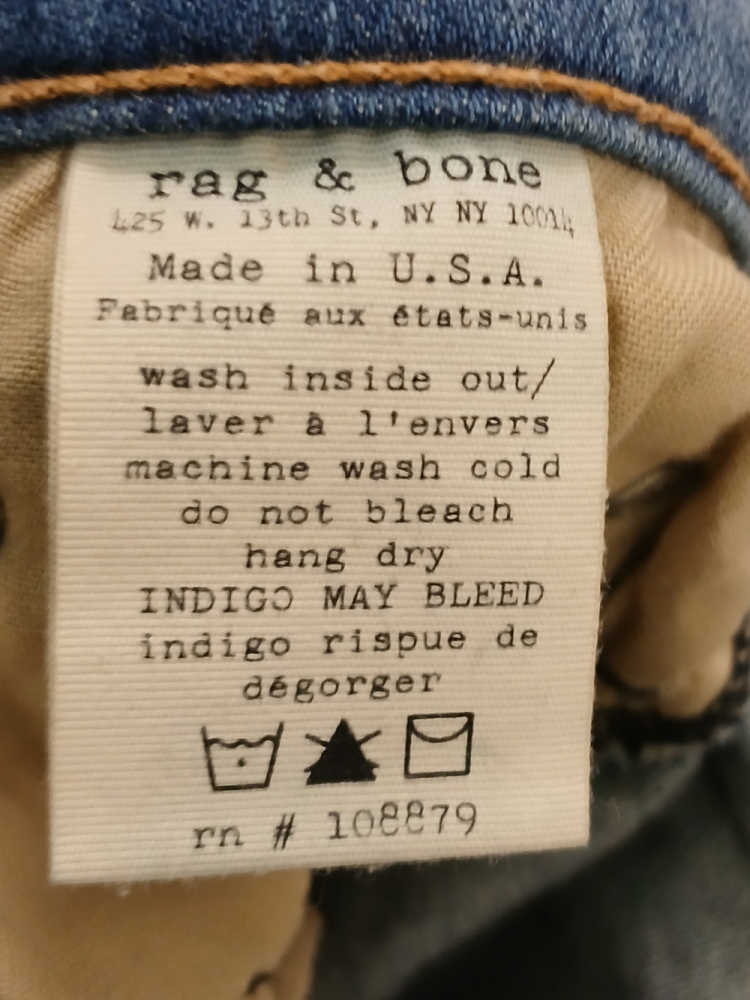 rag & bone
425 W. 13th St, NY NY 10014
Made in U.S.A.
Fabriqué aux états-unis
wash inside out/
laver à l'envers
machine wash cold
do not bleach
hang dry
INDIGO MAY BLEED
indigo rispue de
dégorger
rn # 108879